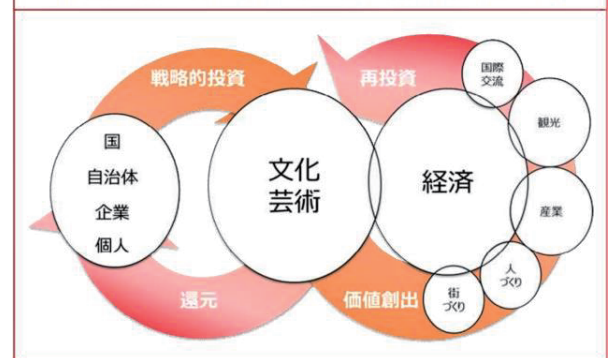 戦略的投資
再投資
国際
交流
観光
国
自治体
企業
個人
文化
芸術
経済
産業
人
づくり
街
づくり
還元
価値創出